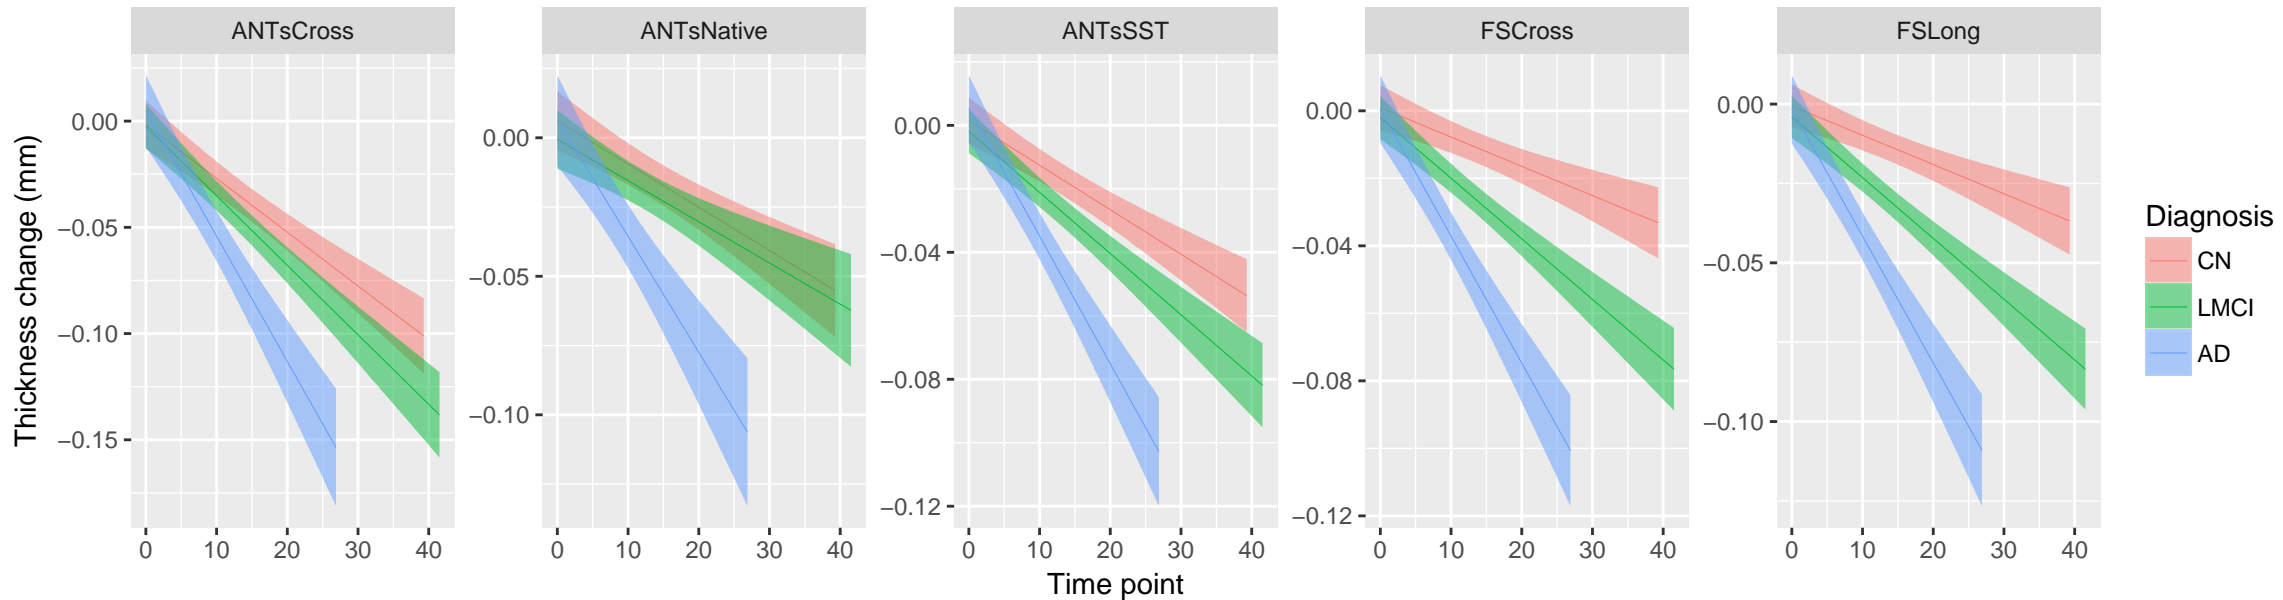 ANTsCross
ANTsNative
ANTsSST
FSCross
FSLong
Thickness change (mm)
0.00
−0.05
−0.10
−0.15
0.00
−0.05
−0.10
0.00
−0.04
−0.08
−0.12
0.00
−0.04
−0.08
−0.12
0.00
−0.05
−0.10
0 10 20 30 40
0 10 20 30 40
0 10 20 30 40
0 10 20 30 40
0 10 20 30 40
Time point
Diagnosis
CN
LMCI
AD